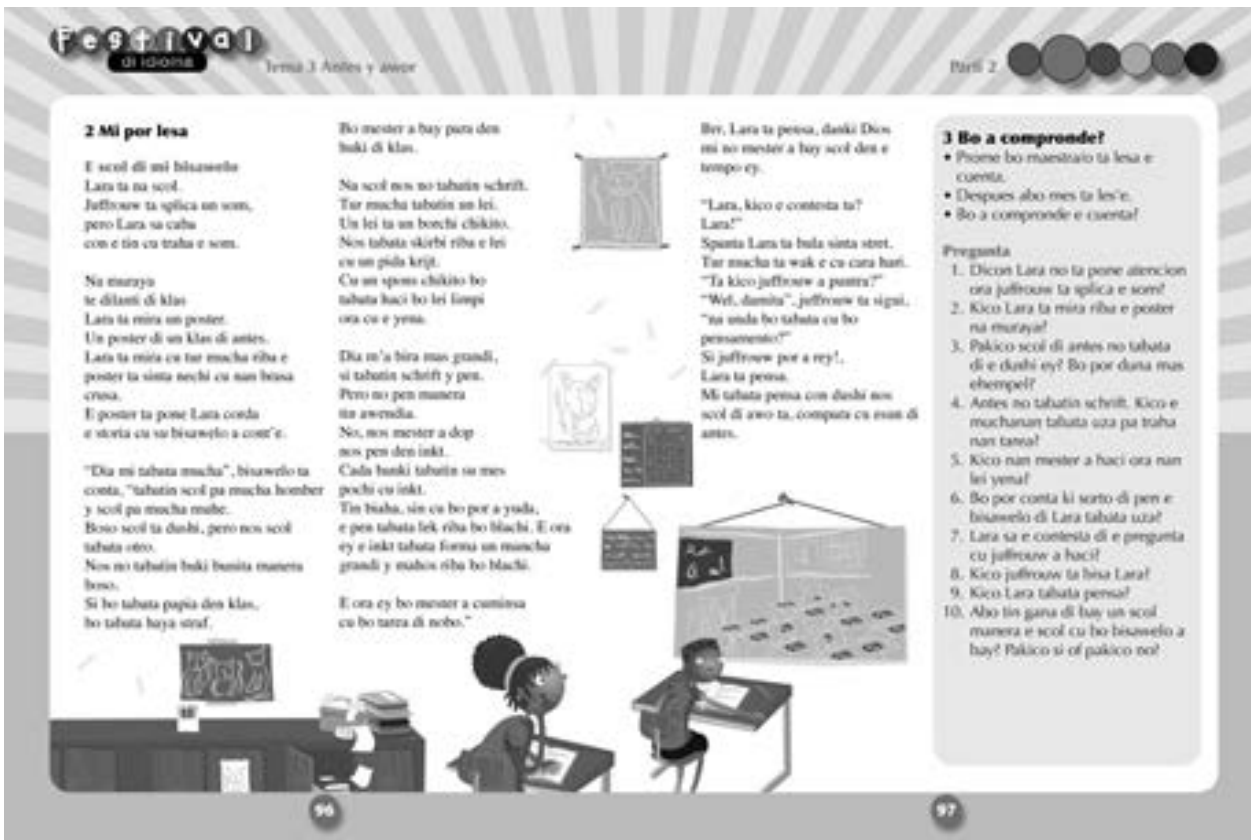 Festival
di idioma
Tema 3 Antes y awor
Parti 2
2 Mi por lesa
E scol di mi bisawelo
Lara ta na scol.
Juffrouw ta splica un som,
pero Lara sa caba
con e tin cu traha e som.
Na muraya
te dilanti di klas
Lara ta mira un poster.
Un poster di un klas di antes.
Lara ta mira cu tur mucha riba e
poster ta sinta nechi cu nan brasa
crusa.
E poster ta pone Lara corda
e storia cu su bisawelo a cont'e.
"Dia mi tabata mucha", bisawelo ta
conta, "tabatin scol pa mucha homber
y scol pa mucha muhe.
Boso scol ta dushi, pero nos scol
tabata otro.
Nos no tabatin buki bunita manera
boso.
Si bo tabata papia den klas,
bo tabata haya straf.
Bo mester a bay para den
huki di klas.
Na scol nos no tabatin schrift.
Tur mucha tabatin un lei.
Un lei ta un borchi chikito.
Nos tabata skirbi riba e lei
cu un pida krijt.
Cu un spons chikito bo
tabata haci bo lei limpi
ora cu e yena.
Dia m'a bira mas grandi,
si tabatin schrift y pen.
Pero no pen manera
tin awendia.
No, nos mester a dop
nos pen den inkt.
Cada banki tabatin su mes
pochi cu inkt.
Tin biaha, sin cu bo por a yuda,
e pen tabata lek riba bo blachi. E ora
ey e inkt tabata forma un mancha
grandi y mahos riba bo blachi.
E ora ey bo mester a cuminsa
cu bo tarea di nobo."
Brr, Lara ta pensa, danki Dios
mi no mester a bay scol den e
tempo ey.
"Lara, kico e contesta ta?
Lara!"
Spanta Lara ta bula sinta stret.
Tur mucha ta wak e cu cara hari.
"Ta kico juffrouw a puntra?"
"Wel, damita", juffrouw ta sigui,
"na unda bo tabata cu bo
pensamento?"
Si juffrouw por a rey!,
Lara ta pensa.
Mi tabata pensa con dushi nos
scol di awo ta, compara cu esun di
antes.
3 Bo a compronde?
• Prome bo maestra/o ta lesa e
cuenta.
• Despues abo mes ta les'e.
• Bo a compronde e cuenta?
Pregunta
1. Dicon Lara no ta pone atencion
ora juffrouw ta splica e som?
2. Kico Lara ta mira riba e poster
na muraya?
3. Pakico scol di antes no tabata
di e dushi ey? Bo por duna mas
ehempel?
4. Antes no tabatin schrift. Kico e
muchanan tabata uza pa traha
nan tarea?
5. Kico nan mester a haci ora nan
lei yena?
6. Bo por conta ki sorto di pen e
bisawelo di Lara tabata uza?
7. Lara sa e contesta di e pregunta
cu juffrouw a haci?
8. Kico juffrouw ta bisa Lara?
9. Kico Lara tabata pensa?
10. Abo tin gana di bay un scol
manera e scol cu bo bisawelo a
bay? Pakico si of pakico no?
96
97